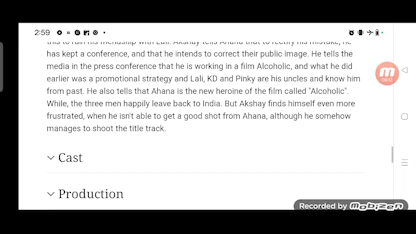 2:59
this to ruin his friendship with Lali. Akshay tells Ahana that to rectify his mistake, he
has kept a conference, and that he intends to correct their public image. He tells the
media in the press conference that he is working in a film Alcoholic, and what he did
earlier was a promotional strategy and Lali, KD and Pinky are his uncles and know him
from past. He also tells that Ahana is the new heroine of the film called "Alcoholic".
While, the three men happily leave back to India. But Akshay finds himself even more
frustrated, when he isn't able to get a good shot from Ahana, although he somehow
manages to shoot the title track.
Cast
Production
Recorded by mobizen